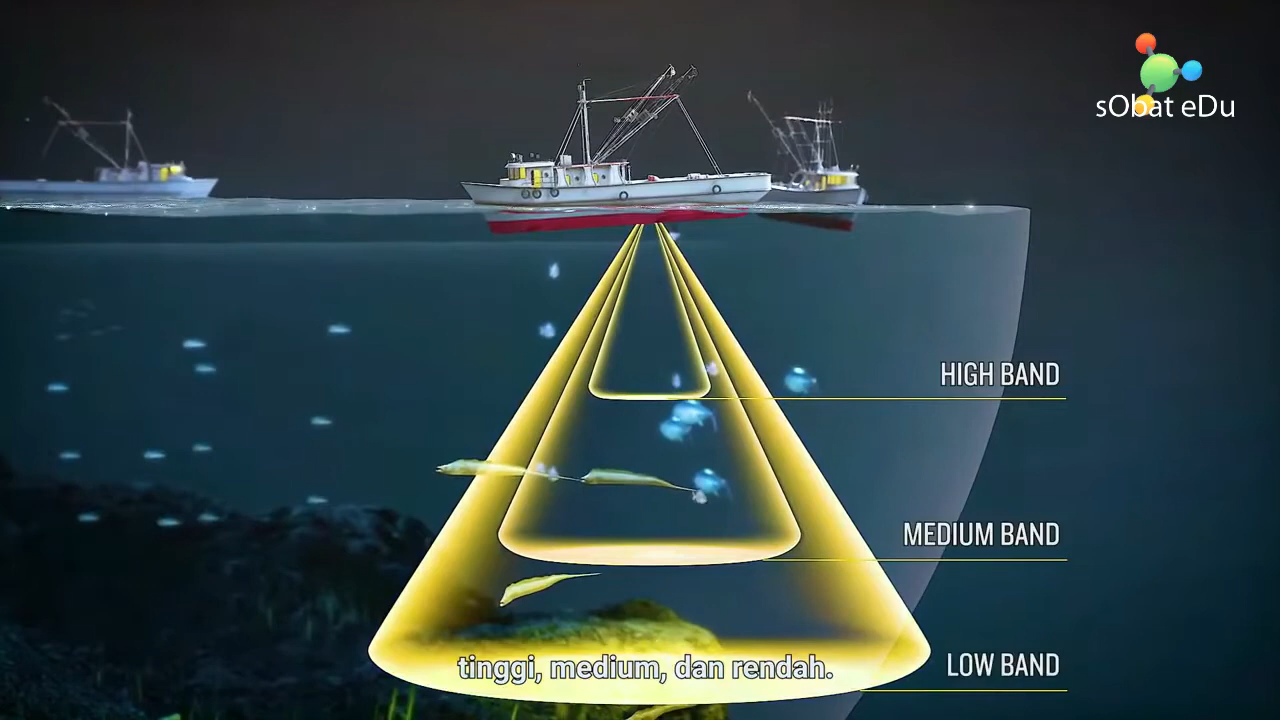 sObat eDu
HIGH BAND
MEDIUM BAND
LOW BAND
tinggi, medium, dan rendah.